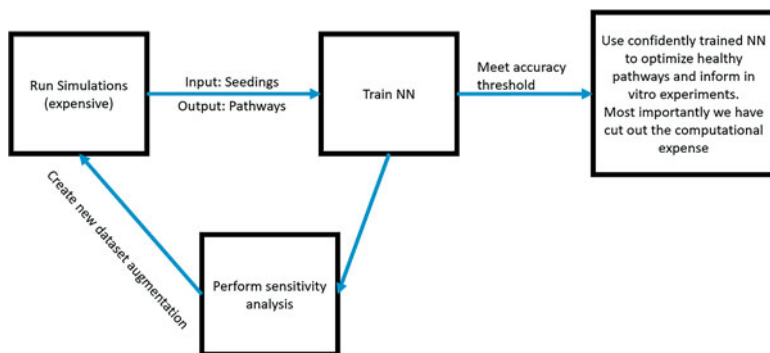 Run Simulations
(expensive)
Input: Seedings
Output: Pathways
Train NN
Meet accuracy
threshold
Use confidently trained NN
to optimize healthy
pathways and inform in
vitro experiments.
Most importantly we have
cut out the computational
expense
Create new dataset augmentation
Perform sensitivity
analysis